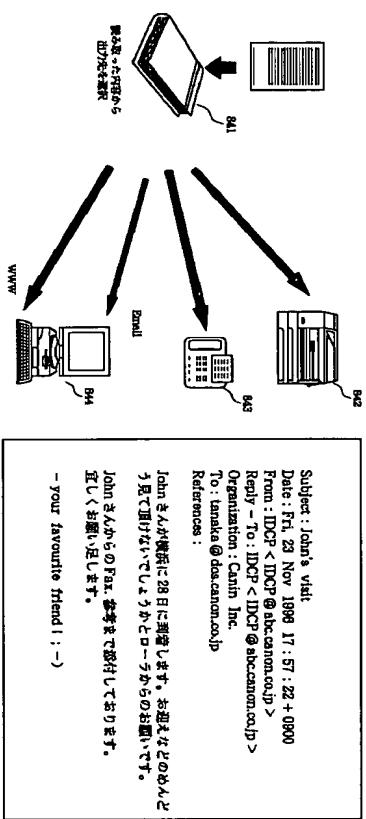 読み取った内容から
出力先を選択
841
842
843
844
Email
WWW
Subject : John's visit
Date : Fri, 23 Nov 1996 17 : 57 : 22 + 0900
From : IDCP < IDCP @ abc.canon.co.jp >
Reply - To : IDCP < IDCP @ abc.canon.co.jp >
Organization : Canin Inc.
To : tanaka @ dos.canon.co.jp
References :
Johnさんが横浜に28日に到着します。お迎えなどのめんど
う見て頂けないでしょうかとローラからのお願いです。
JohnさんからのFax. 参考まで添付しております。
宜しくお願い足します。
- your favourite friend ! ; -)